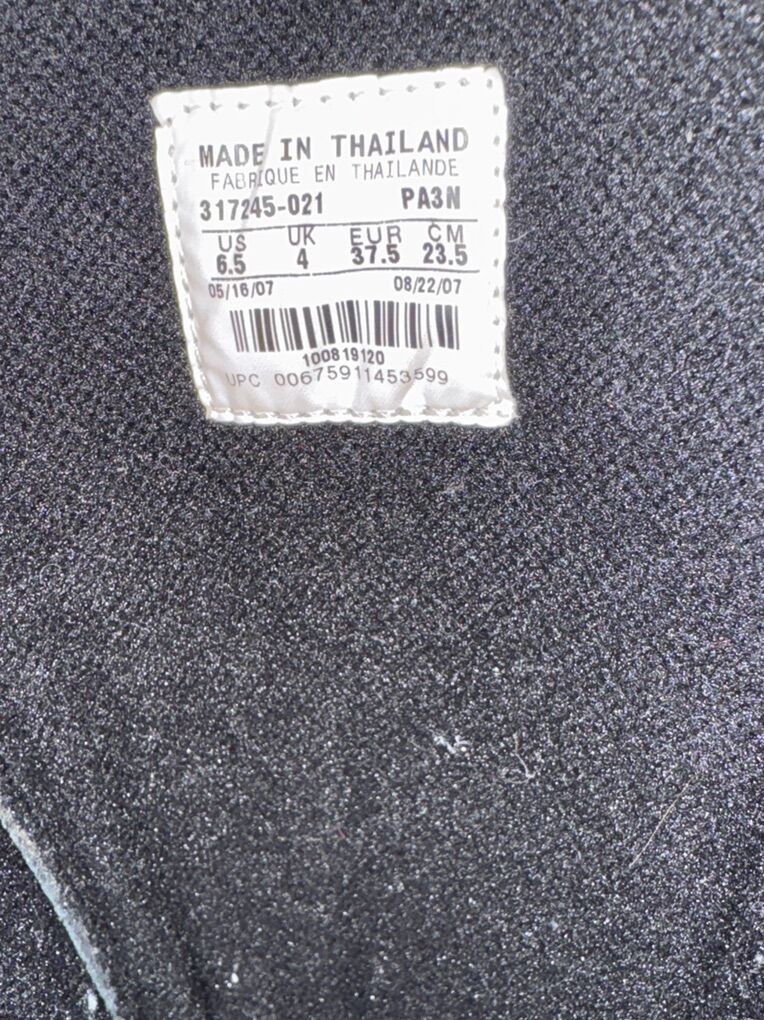 MADE IN THAILAND
FABRIQUE EN THAILANDE
317245-021 PA3N
US UK EUR CM
6.5 4 37.5 23.5
05/16/07 08/22/07
100819120
UPC 00675911453599